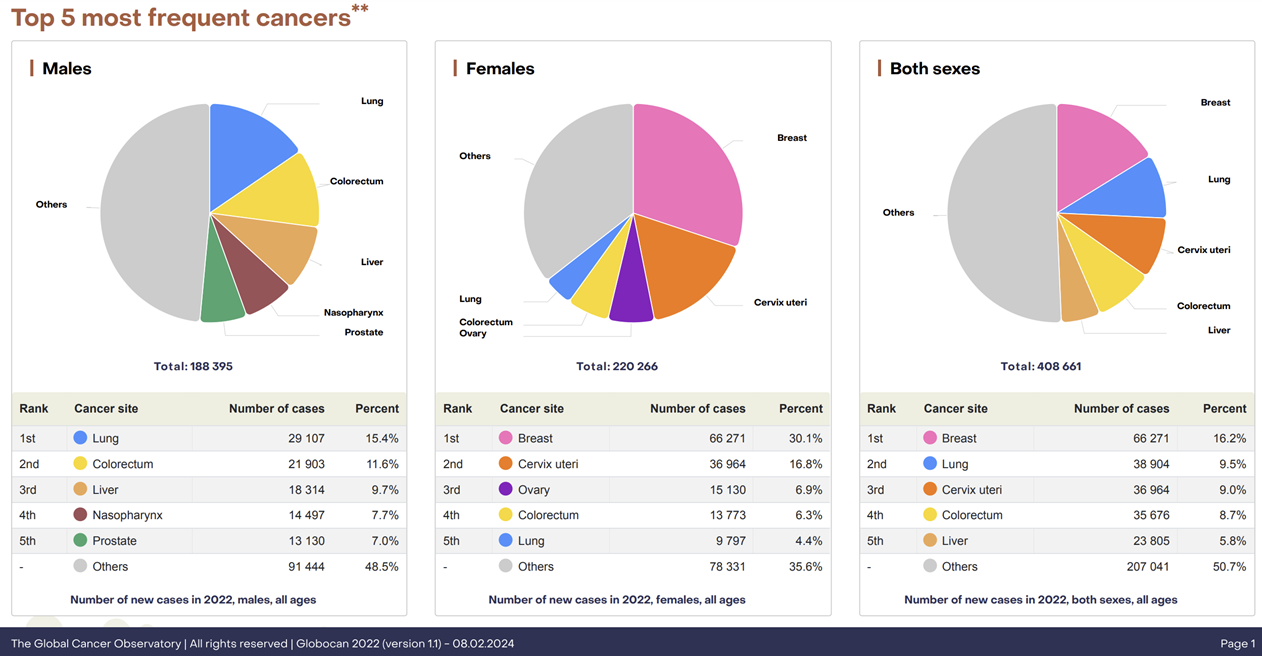 Top 5 most frequent cancers**
Males
Lung
Colorectum
Others
Liver
Nasopharynx
Prostate
Total: 188 395
Rank Cancer site Number of cases Percent
1st Lung 29 107 15.4%
2nd Colorectum 21 903 11.6%
3rd Liver 18 314 9.7%
4th Nasopharynx 14 497 7.7%
5th Prostate 13 130 7.0%
- Others 91 444 48.5%
Number of new cases in 2022, males, all ages
Females
Breast
Others
Lung
Cervix uteri
Colorectum
Ovary
Total: 220 266
Rank Cancer site Number of cases Percent
1st Breast 66 271 30.1%
2nd Cervix uteri 36 964 16.8%
3rd Ovary 15 130 6.9%
4th Colorectum 13 773 6.3%
5th Lung 9 797 4.4%
- Others 78 331 35.6%
Number of new cases in 2022, females, all ages
Both sexes
Breast
Lung
Others
Cervix uteri
Colorectum
Liver
Total: 408 661
Rank Cancer site Number of cases Percent
1st Breast 66 271 16.2%
2nd Lung 38 904 9.5%
3rd Cervix uteri 36 964 9.0%
4th Colorectum 35 676 8.7%
5th Liver 23 805 5.8%
- Others 207 041 50.7%
Number of new cases in 2022, both sexes, all ages
The Global Cancer Observatory | All rights reserved | Globocan 2022 (version 1.1) - 08.02.2024
Page 1